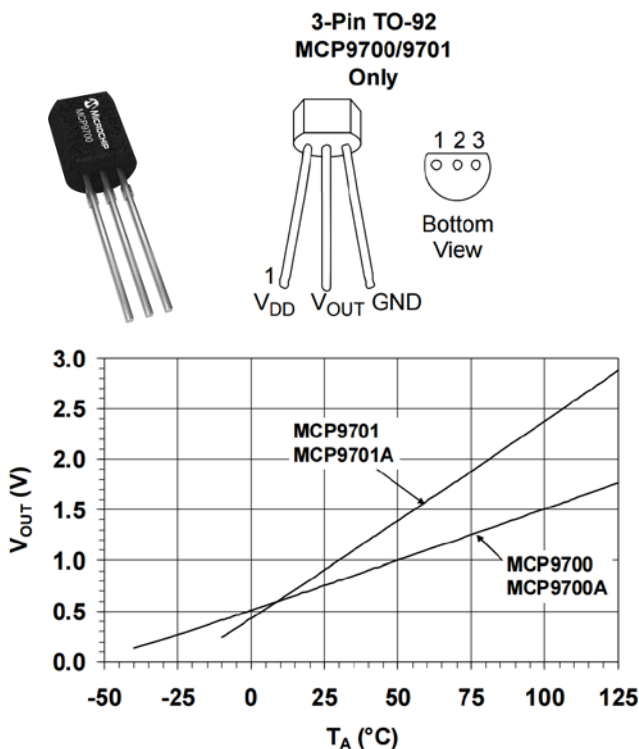 3-Pin TO-92
MCP9700/9701
Only
MICROCHIP
MCP9700
1 2 3
Bottom
View
1
VDD VOUT GND
3.0
2.5
2.0
1.5
1.0
0.5
0.0
VOUT (V)
MCP9701
MCP9701A
MCP9700
MCP9700A
-50 -25 0 25 50 75 100 125
TA (°C)